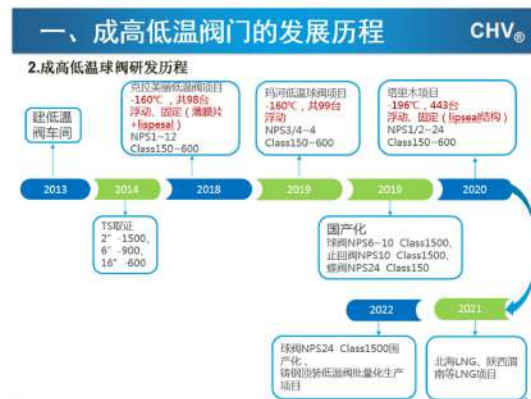 一、成高低温阀门的发展历程
CHV®
2.成高低温球阀研发历程
建低温
阀车间
克拉美丽低温阀项目
-160℃，共98台
浮动、固定（薄膜片
+lispesal）
NPS1~12
Class150~600
玛河低温球阀项目
-160℃，共99台
浮动
NPS3/4~4
Class150~600
塔里木项目
-196℃，443台
浮动、固定（lipseal结构）
NPS1/2~24
Class150~600
2013
2014
2018
2019
2019
2020
TS取证
2” -1500、
6” -900、
16” -600
国产化
球阀NPS6~10 Class1500、
止回阀NPS10 Class1500、
蝶阀NPS24 Class150
2022
2021
球阀NPS24 Class1500国
产化、
铸钢顶装低温阀批量化生产
项目
北海LNG、陕西渭
南等LNG项目